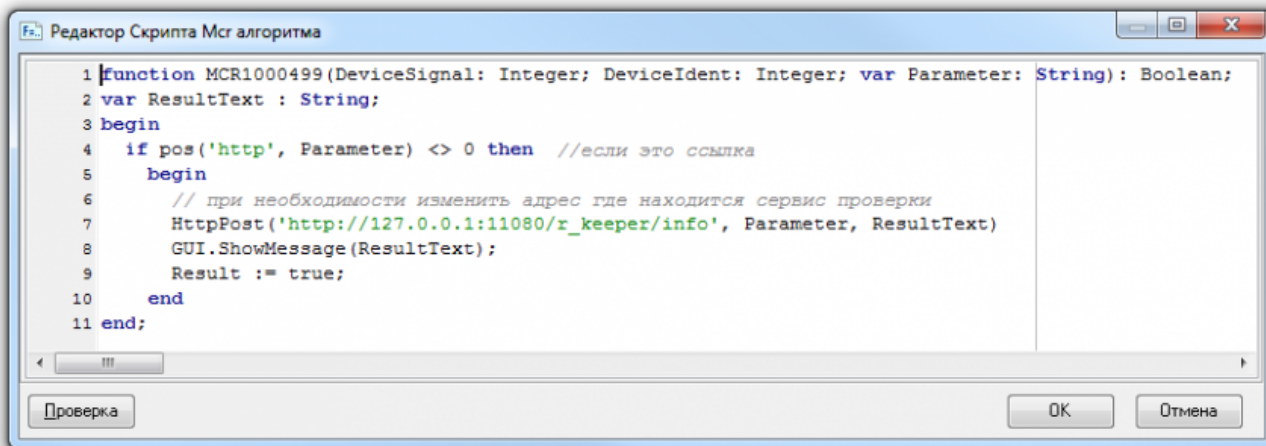 Редактор Скрипта Mcr алгоритма
1 function MCR1000499(DeviceSignal: Integer; DeviceIdent: Integer; var Parameter: String): Boolean;
2 var ResultText : String;
3 begin
4   if pos('http', Parameter) <> 0 then  //если это ссылка
5     begin
6       // при необходимости изменить адрес где находится сервис проверки
7       HttpPost('http://127.0.0.1:11080/r_keeper/info', Parameter, ResultText)
8       GUI.ShowMessage(ResultText);
9       Result := true;
10     end
11 end;
Проверка OK Отмена